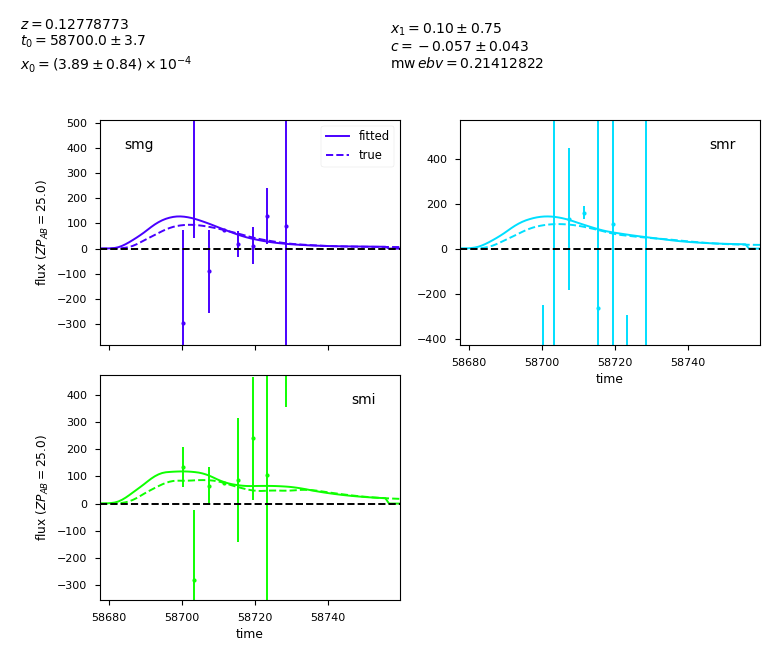 z = 0.12778773
t₀ = 58700.0 ± 3.7
x₀ = (3.89 ± 0.84) × 10⁻⁴
x₁ = 0.10 ± 0.75
c = −0.057 ± 0.043
mw ebv = 0.21412822
500
400
300
200
100
0
−100
−200
−300
flux (ZP_AB = 25.0)
smg
fitted
true
400
200
0
−200
−400
smr
58680
58700
58720
58740
time
400
300
200
100
0
−100
−200
−300
flux (ZP_AB = 25.0)
smi
58680
58700
58720
58740
time